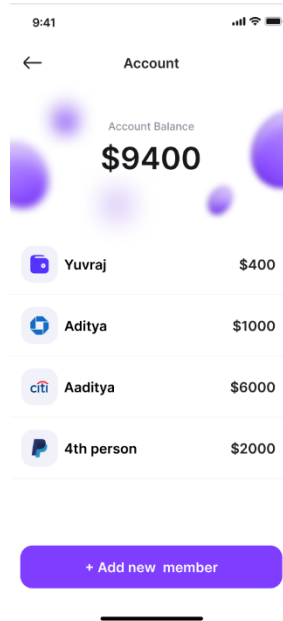 9:41
Account
Account Balance
$9400
Yuvraj $400
Aditya $1000
citi Aaditya $6000
4th person $2000
+ Add new member